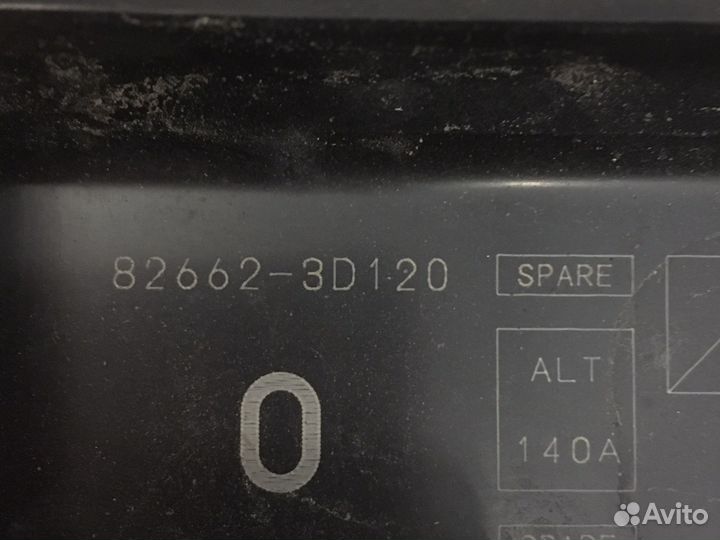 82662-3D120
SPARE
ALT
140A
0
SPARE
Avito